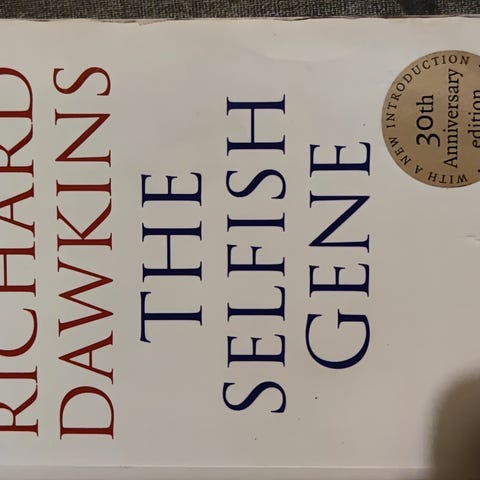 RICHARD
DAWKINS
THE
SELFISH
GENE
WITH A NEW INTRODUCTION
30th
Anniversary
edition